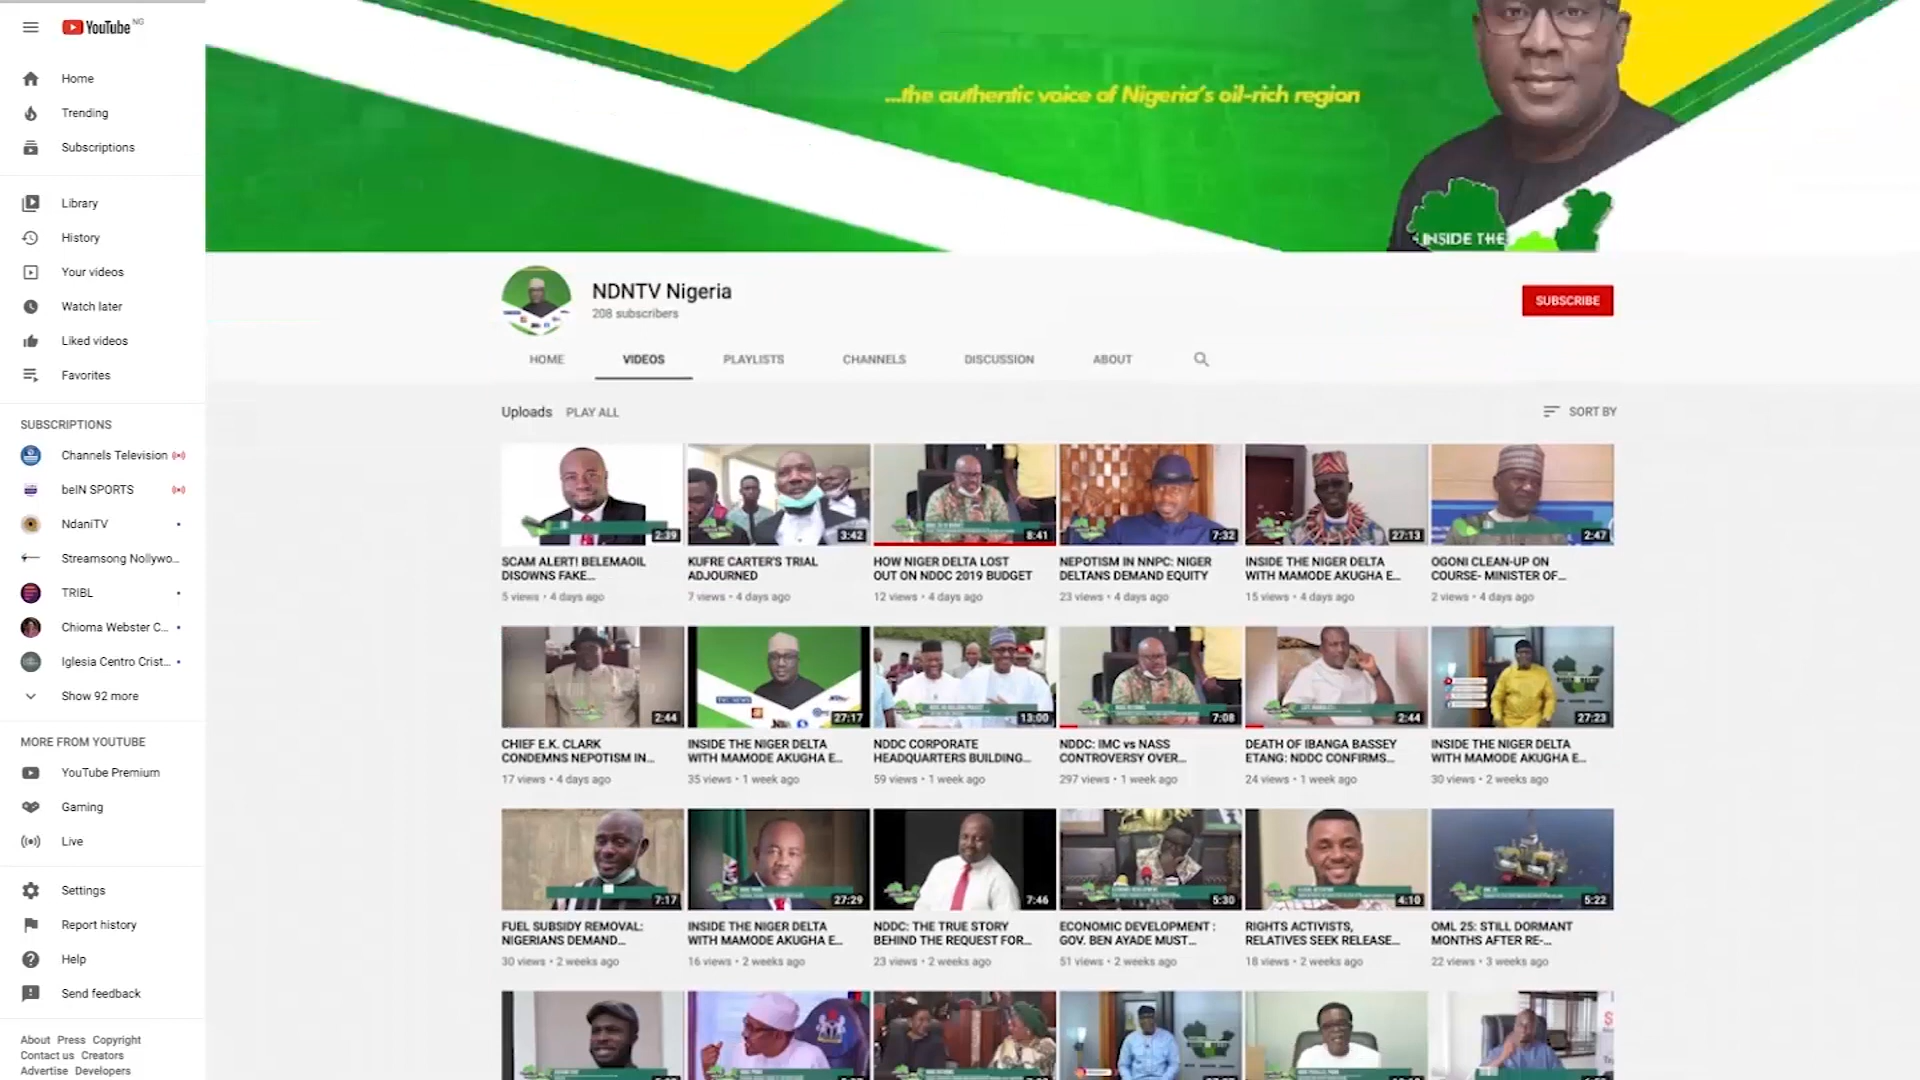 YouTube NG
Home
Trending
Subscriptions
Library
History
Your videos
Watch later
Liked videos
Favorites
SUBSCRIPTIONS
Channels Television
beIN SPORTS
NdaniTV
Streamsong Nollywo...
TRIBL
Chioma Webster C...
Iglesia Centro Crist...
Show 92 more
MORE FROM YOUTUBE
YouTube Premium
Gaming
Live
Settings
Report history
Help
Send feedback
About Press Copyright
Contact us Creators
Advertise Developers
...the authentic voice of Nigeria's oil-rich region
INSIDE THE
NDNTV Nigeria
208 subscribers
SUBSCRIBE
HOME VIDEOS PLAYLISTS CHANNELS DISCUSSION ABOUT
Uploads PLAY ALL SORT BY
2:39 3:42 8:41 7:32 27:13 2:47
SCAM ALERT! BELEMAOIL
DISOWNS FAKE...
5 views • 4 days ago
KUFRE CARTER'S TRIAL
ADJOURNED
7 views • 4 days ago
HOW NIGER DELTA LOST
OUT ON NDDC 2019 BUDGET
12 views • 4 days ago
NEPOTISM IN NNPC: NIGER
DELTANS DEMAND EQUITY
23 views • 4 days ago
INSIDE THE NIGER DELTA
WITH MAMODE AKUGHA E...
15 views • 4 days ago
OGONI CLEAN-UP ON
COURSE- MINISTER OF...
2 views • 4 days ago
2:44 27:17 13:00 7:08 2:44 27:23
CHIEF E.K. CLARK
CONDEMNS NEPOTISM IN...
17 views • 4 days ago
INSIDE THE NIGER DELTA
WITH MAMODE AKUGHA E...
35 views • 1 week ago
NDDC CORPORATE
HEADQUARTERS BUILDING...
59 views • 1 week ago
NDDC: IMC vs NASS
CONTROVERSY OVER...
297 views • 1 week ago
DEATH OF IBANGA BASSEY
ETANG: NDDC CONFIRMS...
24 views • 1 week ago
INSIDE THE NIGER DELTA
WITH MAMODE AKUGHA E...
30 views • 2 weeks ago
7:17 27:29 7:46 5:30 4:10 5:22
FUEL SUBSIDY REMOVAL:
NIGERIANS DEMAND...
30 views • 2 weeks ago
INSIDE THE NIGER DELTA
WITH MAMODE AKUGHA E...
16 views • 2 weeks ago
NDDC: THE TRUE STORY
BEHIND THE REQUEST FOR...
23 views • 2 weeks ago
ECONOMIC DEVELOPMENT :
GOV. BEN AYADE MUST...
51 views • 2 weeks ago
RIGHTS ACTIVISTS,
RELATIVES SEEK RELEASE...
18 views • 2 weeks ago
OML 25: STILL DORMANT
MONTHS AFTER RE-...
22 views • 3 weeks ago